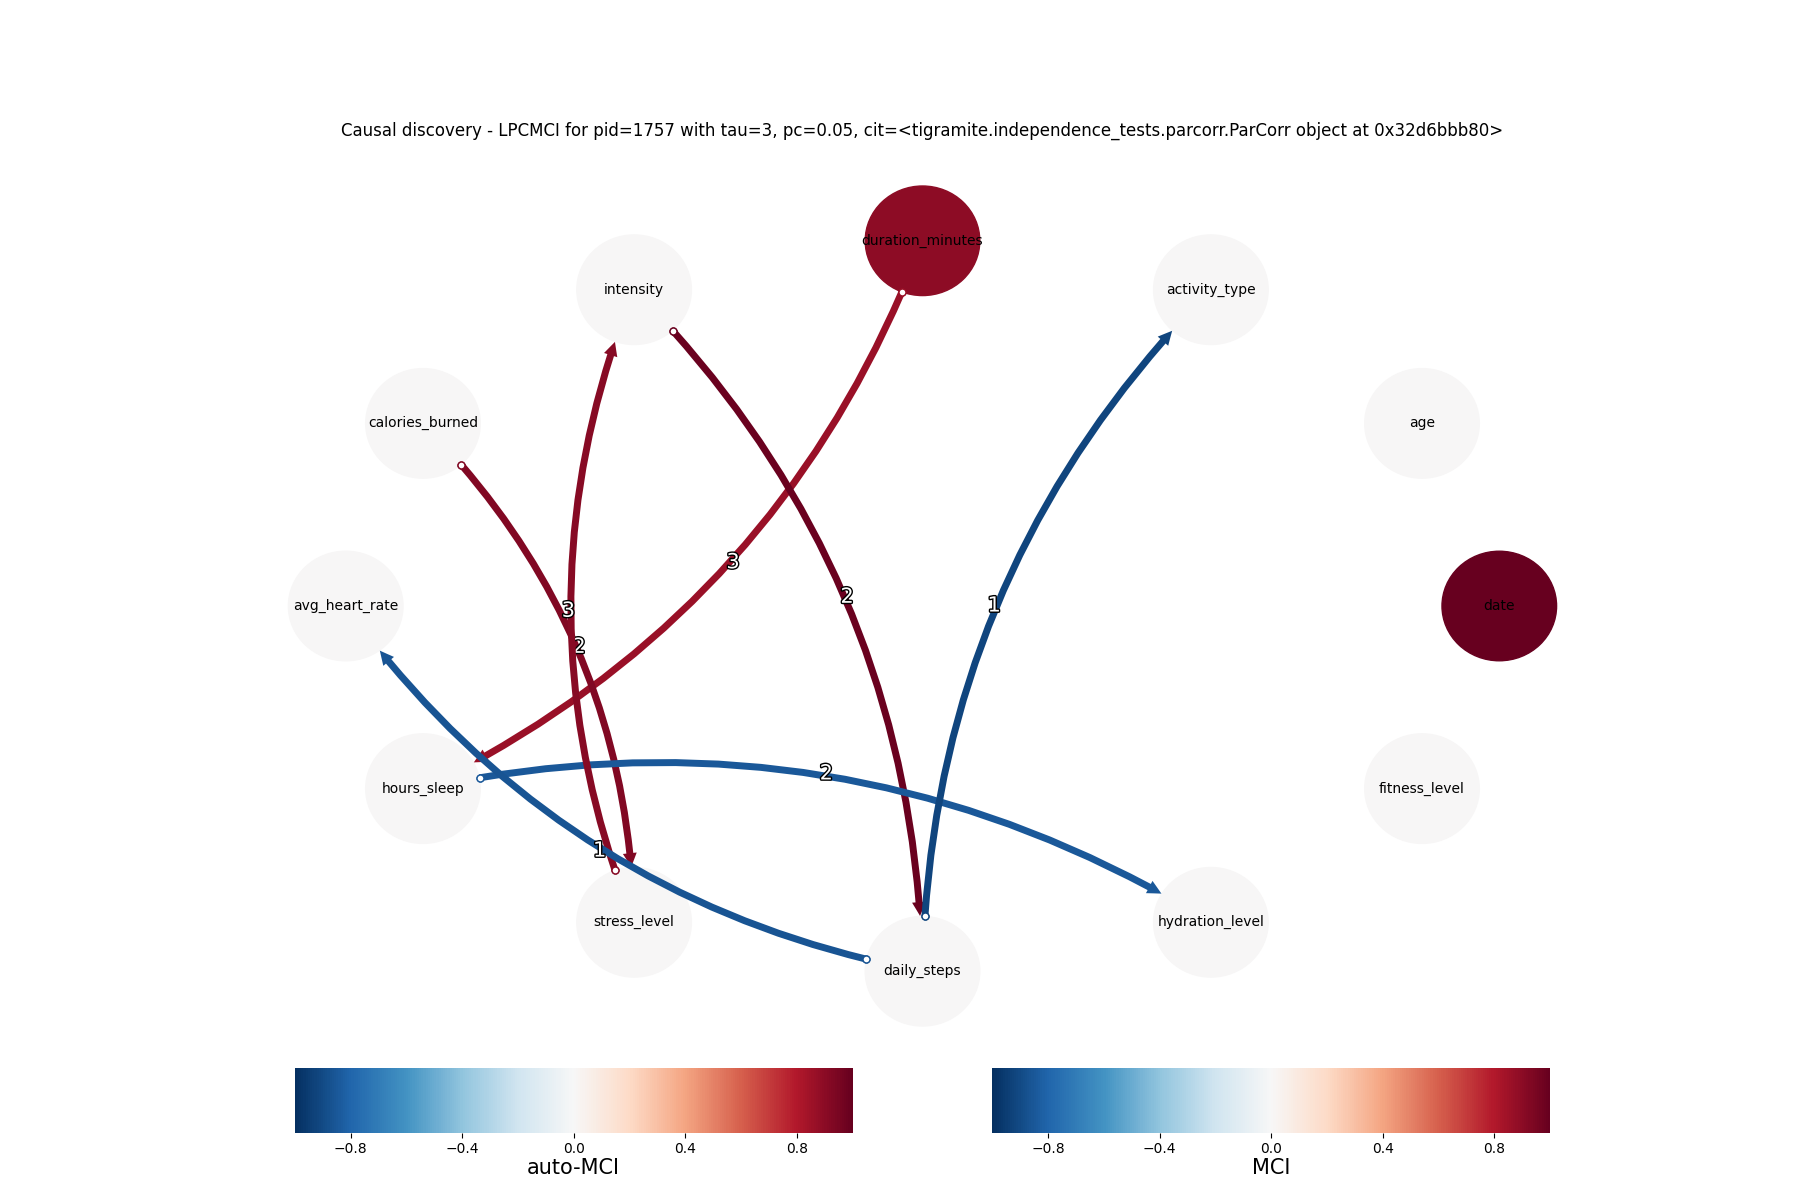 Causal discovery - LPCMCI for pid=1757 with tau=3, pc=0.05, cit=<tigramite.independence_tests.parcorr.ParCorr object at 0x32d6bbb80>
duration_minutes
intensity
activity_type
calories_burned
age
3
2
1
3
2
avg_heart_rate
date
2
hours_sleep
fitness_level
1
stress_level
hydration_level
daily_steps
−0.8 −0.4 0.0 0.4 0.8
auto-MCI
−0.8 −0.4 0.0 0.4 0.8
MCI